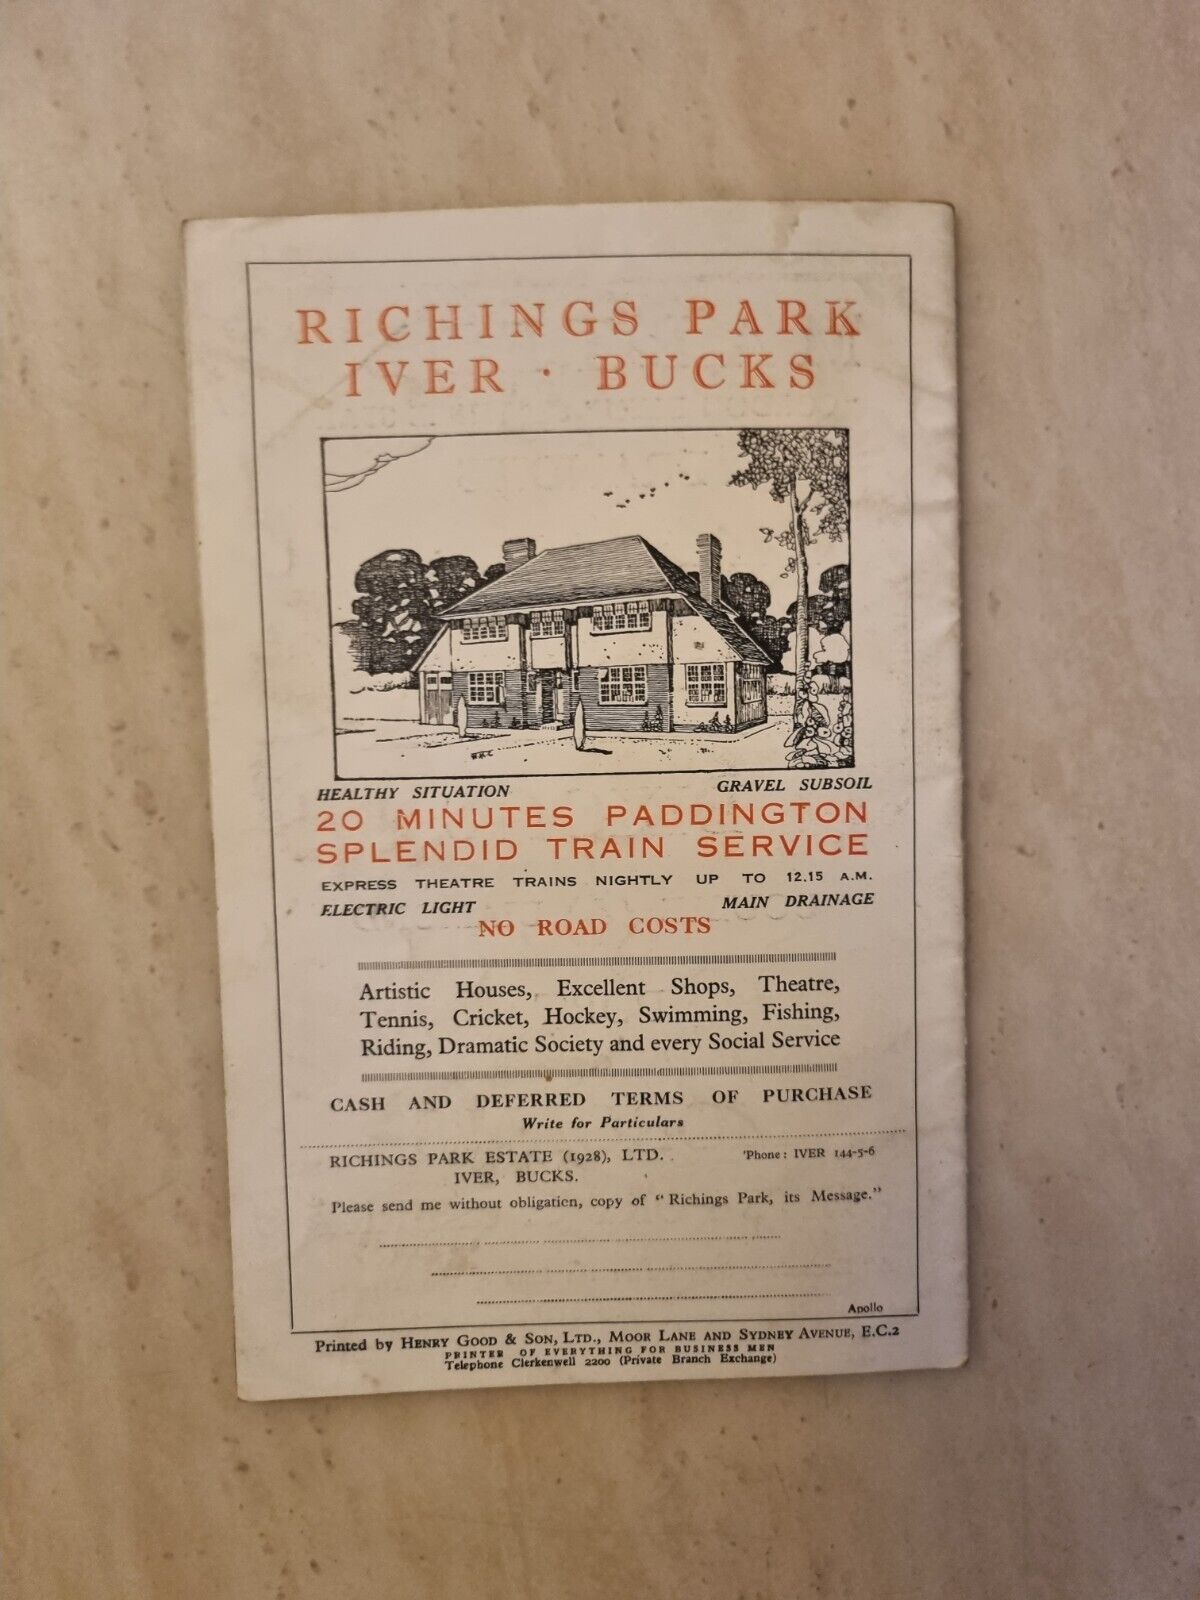 RICHINGS PARK
IVER · BUCKS
HEALTHY SITUATION GRAVEL SUBSOIL
20 MINUTES PADDINGTON
SPLENDID TRAIN SERVICE
EXPRESS THEATRE TRAINS NIGHTLY UP TO 12.15 A.M.
ELECTRIC LIGHT MAIN DRAINAGE
NO ROAD COSTS
Artistic Houses, Excellent Shops, Theatre,
Tennis, Cricket, Hockey, Swimming, Fishing,
Riding, Dramatic Society and every Social Service
CASH AND DEFERRED TERMS OF PURCHASE
Write for Particulars
RICHINGS PARK ESTATE (1928), LTD. 'Phone: IVER 144-5-6
IVER, BUCKS.
Please send me without obligation, copy of "Richings Park, its Message."
Apollo
Printed by HENRY GOOD & SON, LTD., MOOR LANE AND SYDNEY AVENUE, E.C.2
PRINTER OF EVERYTHING FOR BUSINESS MEN
Telephone Clerkenwell 2200 (Private Branch Exchange)